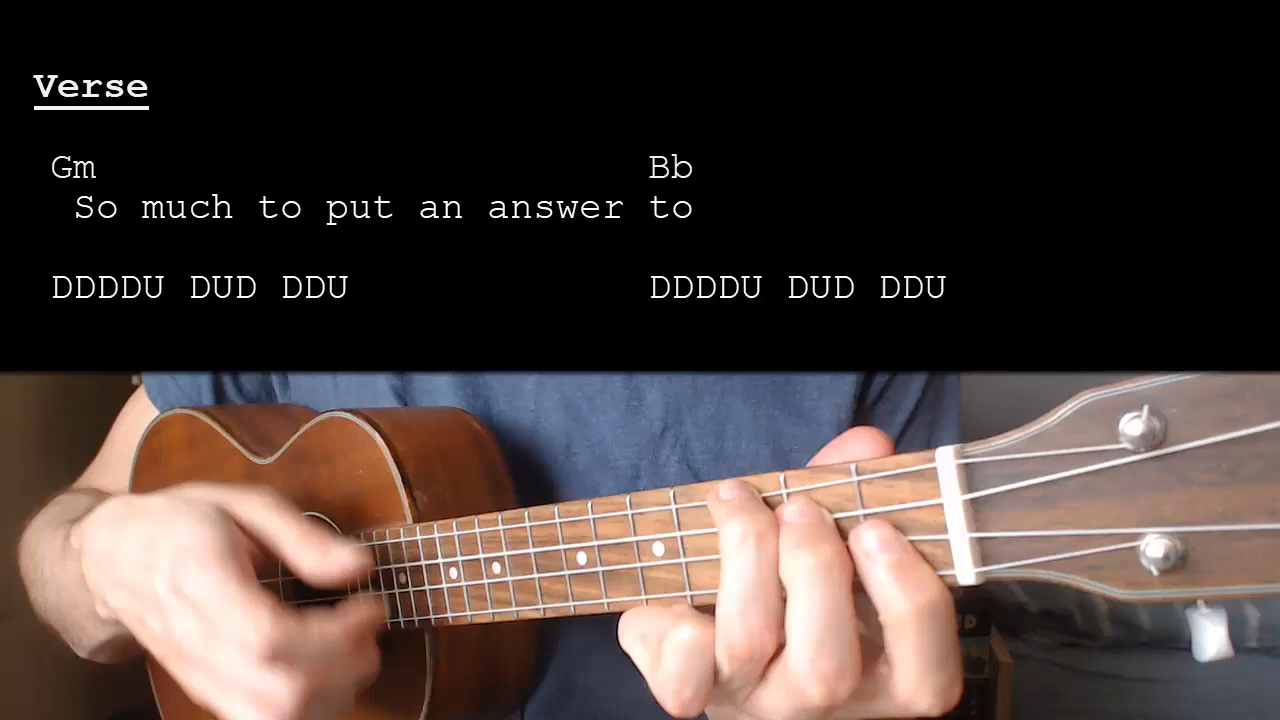 Verse
Gm Bb
So much to put an answer to
DDDDU DUD DDU DDDDU DUD DDU